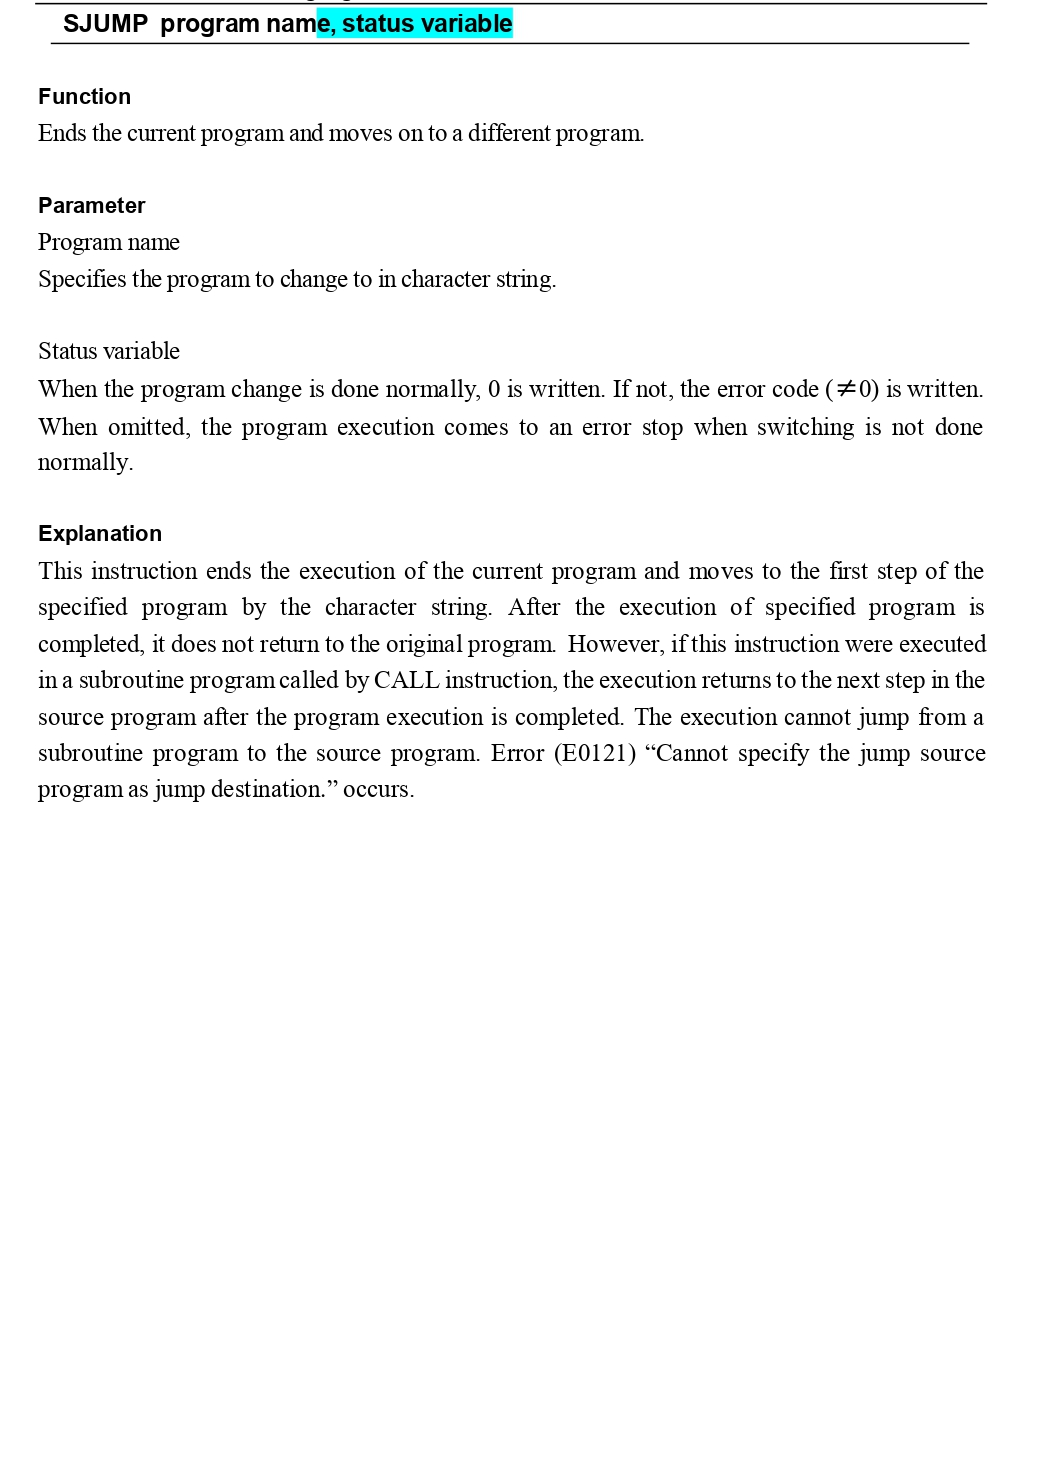 SJUMP program name, status variable
Function
Ends the current program and moves on to a different program.
Parameter
Program name
Specifies the program to change to in character string.
Status variable
When the program change is done normally, 0 is written. If not, the error code (≠0) is written.
When omitted, the program execution comes to an error stop when switching is not done
normally.
Explanation
This instruction ends the execution of the current program and moves to the first step of the
specified program by the character string. After the execution of specified program is
completed, it does not return to the original program. However, if this instruction were executed
in a subroutine program called by CALL instruction, the execution returns to the next step in the
source program after the program execution is completed. The execution cannot jump from a
subroutine program to the source program. Error (E0121) “Cannot specify the jump source
program as jump destination.” occurs.